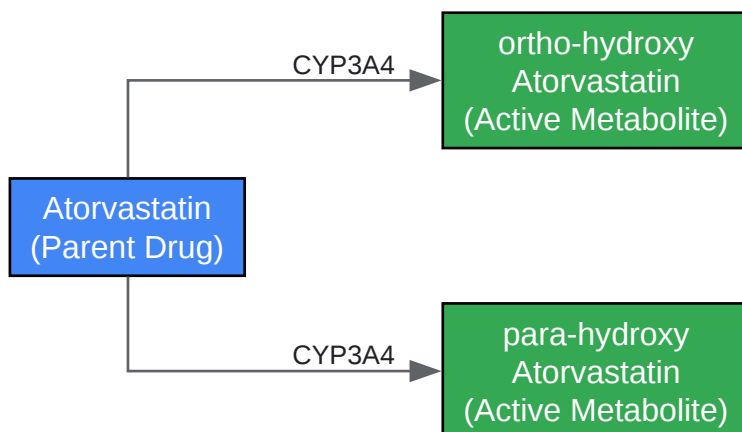 CYP3A4
ortho-hydroxy
Atorvastatin
(Active Metabolite)
Atorvastatin
(Parent Drug)
CYP3A4
para-hydroxy
Atorvastatin
(Active Metabolite)